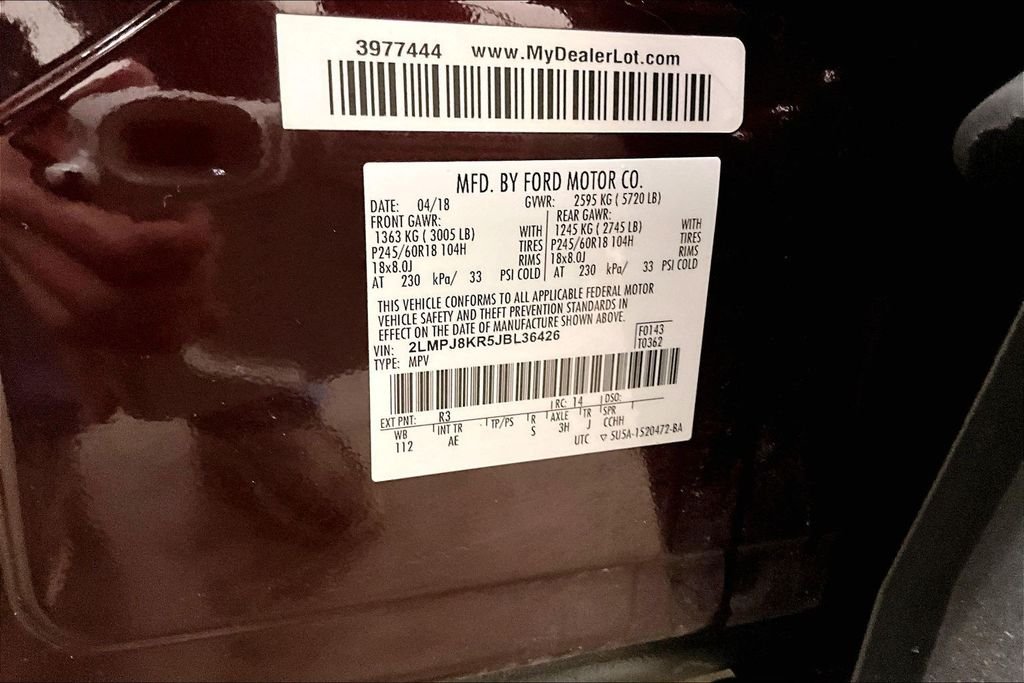 3977444 www.MyDealerLot.com
MFD. BY FORD MOTOR CO.
DATE: 04/18 GVWR: 2595 KG ( 5720 LB)
FRONT GAWR: REAR GAWR:
1363 KG ( 3005 LB) WITH 1245 KG ( 2745 LB) WITH
P245/60R18 104H TIRES P245/60R18 104H TIRES
18x8.0J RIMS 18x8.0J RIMS
AT 230 kPa/ 33 PSI COLD AT 230 kPa/ 33 PSI COLD
THIS VEHICLE CONFORMS TO ALL APPLICABLE FEDERAL MOTOR
VEHICLE SAFETY AND THEFT PREVENTION STANDARDS IN
EFFECT ON THE DATE OF MANUFACTURE SHOWN ABOVE.
VIN: 2LMPJ8KR5JBL36426 F0143
TYPE: MPV T0362
EXT PNT: R3 RC: 14 DSO:
WB INT TR TP/PS R AXLE TR SPR
112 AE S 3H J CCHH
UTC ▽ SU5A-1520472-BA